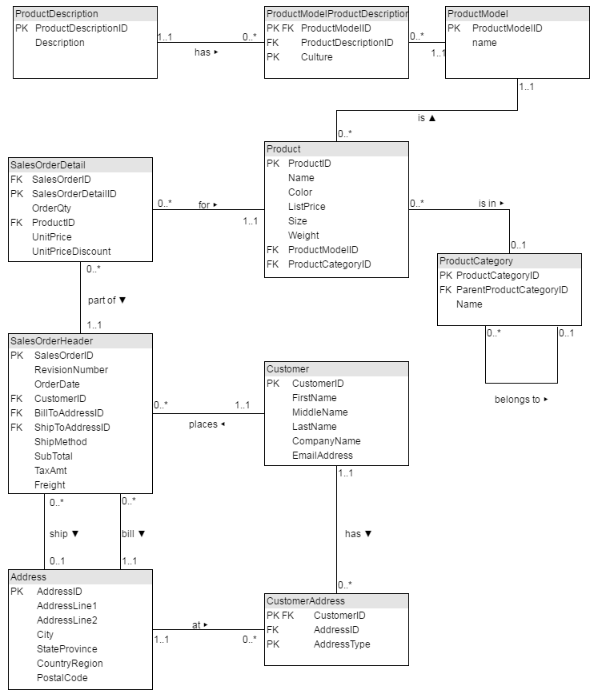 ProductDescription
PK ProductDescriptionID
Description
1..1
has ▸
0..*
ProductModelProductDescription
PK FK ProductModelID
FK ProductDescriptionID
PK Culture
0..*
1..1
ProductModel
PK ProductModelID
name
1..1
is ▲
0..*
SalesOrderDetail
FK SalesOrderID
PK SalesOrderDetailID
OrderQty
FK ProductID
UnitPrice
UnitPriceDiscount
0..*
for ▸
1..1
Product
PK ProductID
Name
Color
ListPrice
Size
Weight
FK ProductModelID
FK ProductCategoryID
0..*
is in ▸
0..1
ProductCategory
PK ProductCategoryID
FK ParentProductCategoryID
Name
0..*
0..1
belongs to ▸
0..*
part of ▼
1..1
SalesOrderHeader
PK SalesOrderID
RevisionNumber
OrderDate
FK CustomerID
FK BillToAddressID
FK ShipToAddressID
ShipMethod
SubTotal
TaxAmt
Freight
0..*
places ◂
1..1
Customer
PK CustomerID
FirstName
MiddleName
LastName
CompanyName
EmailAddress
0..*
0..*
ship ▼
bill ▼
0..1
1..1
1..1
has ▼
0..*
Address
PK AddressID
AddressLine1
AddressLine2
City
StateProvince
CountryRegion
PostalCode
at ▸
1..1
0..*
CustomerAddress
PK FK CustomerID
FK AddressID
PK AddressType